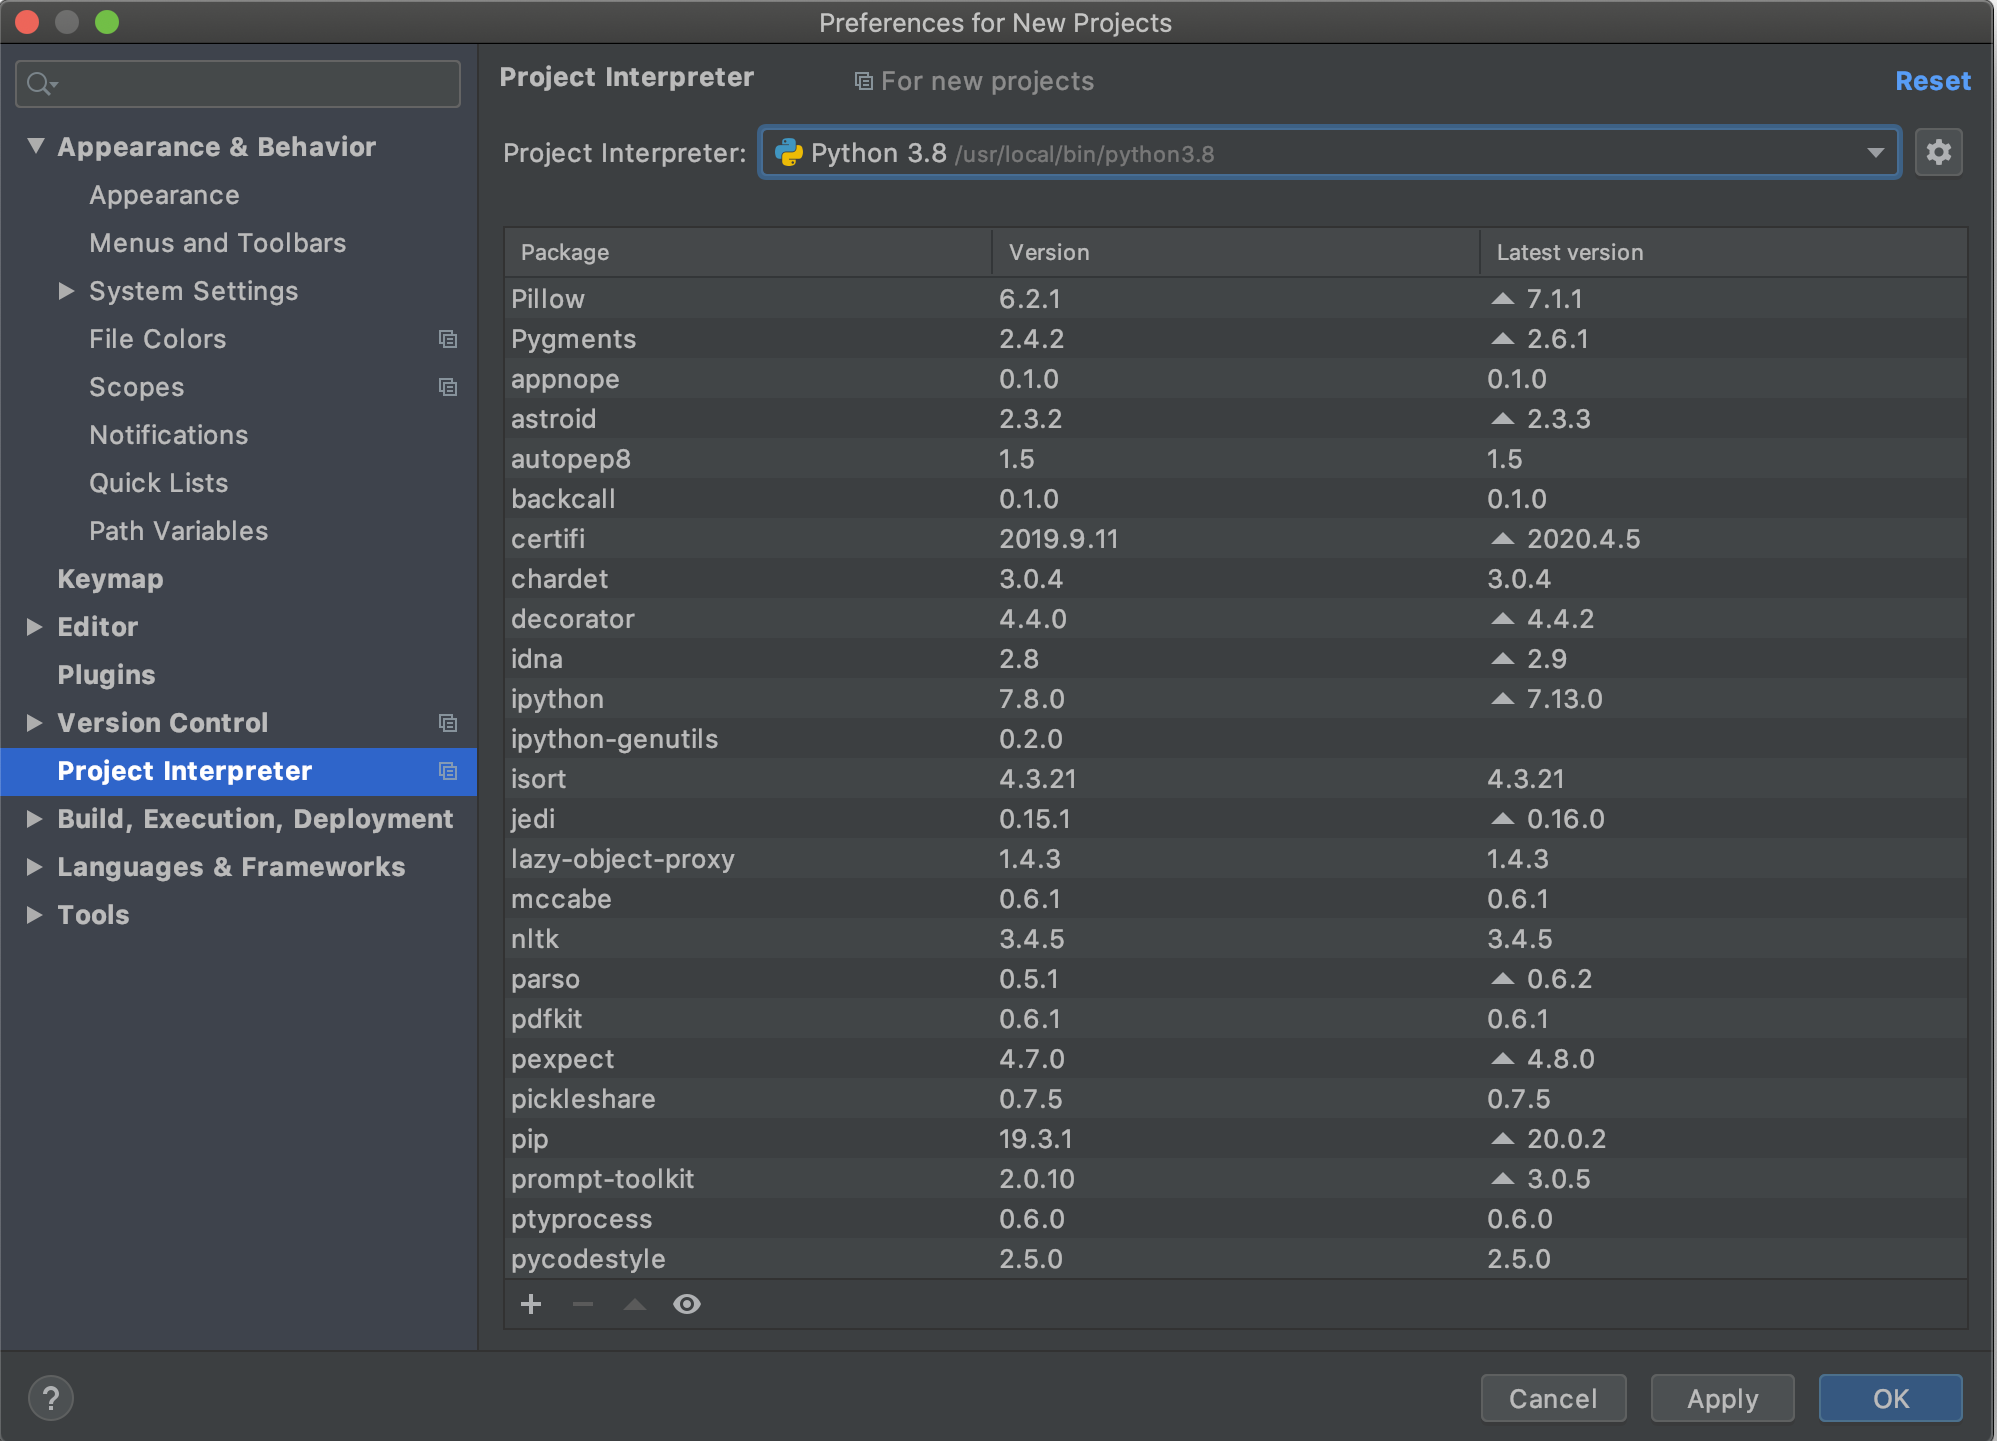 Preferences for New Projects
Appearance & Behavior
Appearance
Menus and Toolbars
System Settings
File Colors
Scopes
Notifications
Quick Lists
Path Variables
Keymap
Editor
Plugins
Version Control
Project Interpreter
Build, Execution, Deployment
Languages & Frameworks
Tools
Project Interpreter For new projects Reset
Project Interpreter: Python 3.8 /usr/local/bin/python3.8
Package Version Latest version
Pillow 6.2.1 7.1.1
Pygments 2.4.2 2.6.1
appnope 0.1.0 0.1.0
astroid 2.3.2 2.3.3
autopep8 1.5 1.5
backcall 0.1.0 0.1.0
certifi 2019.9.11 2020.4.5
chardet 3.0.4 3.0.4
decorator 4.4.0 4.4.2
idna 2.8 2.9
ipython 7.8.0 7.13.0
ipython-genutils 0.2.0
isort 4.3.21 4.3.21
jedi 0.15.1 0.16.0
lazy-object-proxy 1.4.3 1.4.3
mccabe 0.6.1 0.6.1
nltk 3.4.5 3.4.5
parso 0.5.1 0.6.2
pdfkit 0.6.1 0.6.1
pexpect 4.7.0 4.8.0
pickleshare 0.7.5 0.7.5
pip 19.3.1 20.0.2
prompt-toolkit 2.0.10 3.0.5
ptyprocess 0.6.0 0.6.0
pycodestyle 2.5.0 2.5.0
? Cancel Apply OK